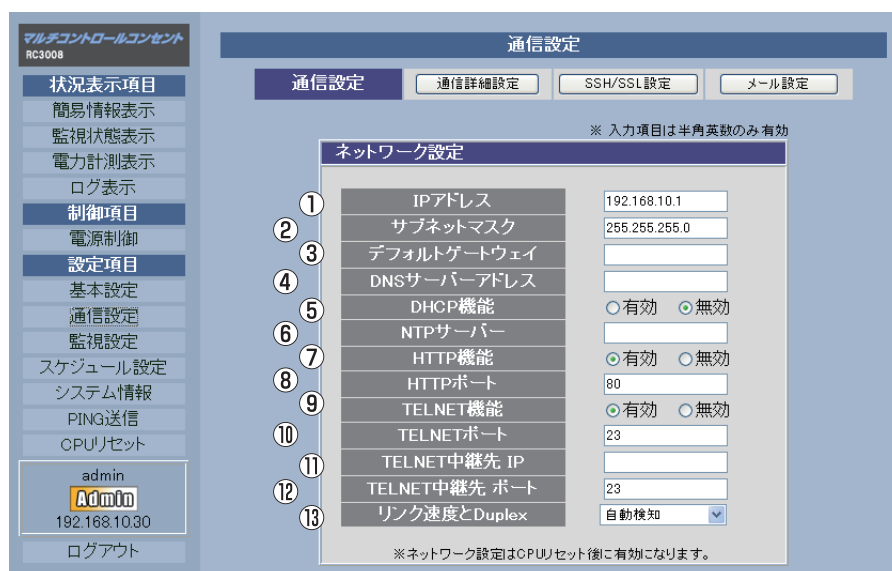 マルチコントロールコンセント
RC3008
状況表示項目
簡易情報表示
監視状態表示
電力計測表示
ログ表示
制御項目
電源制御
設定項目
基本設定
通信設定
監視設定
スケジュール設定
システム情報
PING送信
CPUリセット
admin
Admin
192.168.10.30
ログアウト
通信設定
通信設定 通信詳細設定 SSH/SSL設定 メール設定
※ 入力項目は半角英数のみ有効
ネットワーク設定
① IPアドレス 192.168.10.1
② サブネットマスク 255.255.255.0
③ デフォルトゲートウェイ
④ DNSサーバーアドレス
⑤ DHCP機能 有効 無効
⑥ NTPサーバー
⑦ HTTP機能 有効 無効
⑧ HTTPポート 80
⑨ TELNET機能 有効 無効
⑩ TELNETポート 23
⑪ TELNET中継先 IP
⑫ TELNET中継先 ポート 23
⑬ リンク速度とDuplex 自動検知
※ネットワーク設定はCPUリセット後に有効になります。